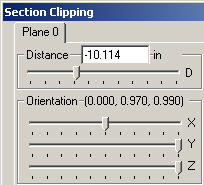 Section Clipping
Plane 0
Distance -10.114 in
D
Orientation (0.000, 0.970, 0.990)
X
Y
Z